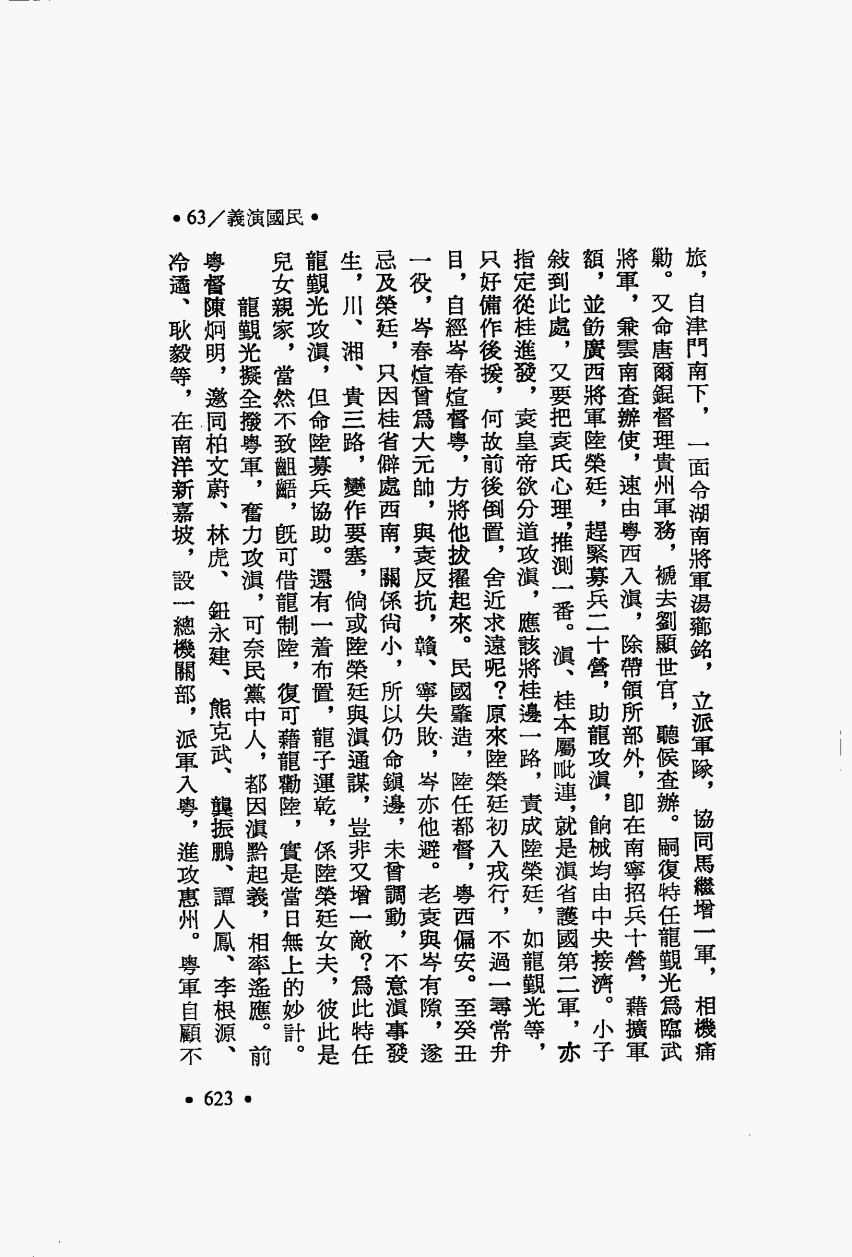 •63/義演國民•
旅，自津門南下，一面令湖南將軍湯薌銘，立派軍隊，協同馬繼增一軍，相機痛
勦。又命唐爾錕督理貴州軍務，褫去劉顯世官，聽候查辦。嗣復特任龍覲光爲臨武
將軍，兼雲南查辦使，速由粵西入滇，除帶領所部外，卽在南寧招兵十營，藉擴軍
額，並飭廣西將軍陸榮廷，趕緊募兵二十營，助龍攻滇，餉械均由中央接濟。小子
敍到此處，又要把袁氏心理，推測一番。滇、桂本屬毗連，就是滇省護國第二軍，亦
指定從桂進發，袁皇帝欲分道攻滇，應該將桂邊一路，責成陸榮廷，如龍覲光等，
只好備作後援，何故前後倒置，舍近求遠呢？原來陸榮廷初入戎行，不過一尋常弁
目，自經岑春煊督粵，方將他拔擢起來。民國肇造，陸任都督，粵西偏安。至癸丑
一役，岑春煊曾爲大元帥，與袁反抗，贛、寧失敗，岑亦他避。老袁與岑有隙，遂
忌及榮廷，只因桂省僻處西南，關係尙小，所以仍命鎭邊，未曾調動，不意滇事發
生，川、湘、貴三路，變作要塞，倘或陸榮廷與滇通謀，豈非又增一敵？爲此特任
龍覲光攻滇，但命陸募兵協助。還有一着布置，龍子運乾，係陸榮廷女夫，彼此是
兒女親家，當然不致齟齬，旣可借龍制陸，復可藉龍勸陸，實是當日無上的妙計。
龍覲光擬全撥粵軍，奮力攻滇，可奈民黨中人，都因滇黔起義，相率遙應。前
粵督陳炯明，邀同柏文蔚、林虎、鈕永建、熊克武、龔振鵬、譚人鳳、李根源、
冷遹、耿毅等，在南洋新嘉坡，設一總機關部，派軍入粵，進攻惠州。粵軍自顧不
•623•